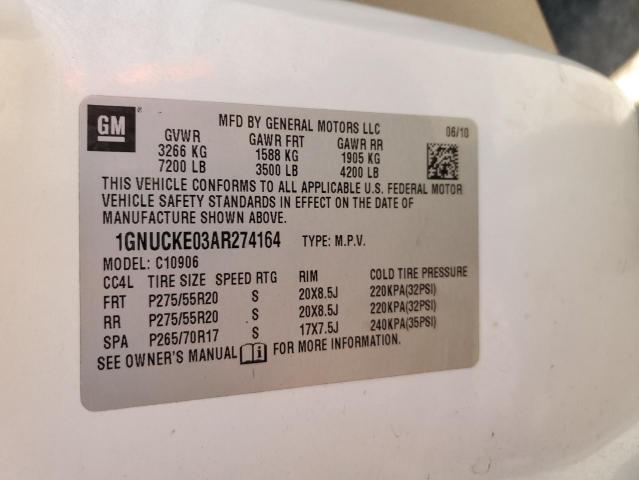 GM ® MFD BY GENERAL MOTORS LLC 06/10
GVWR GAWR FRT GAWR RR
3266 KG 1588 KG 1905 KG
7200 LB 3500 LB 4200 LB
THIS VEHICLE CONFORMS TO ALL APPLICABLE U.S. FEDERAL MOTOR
VEHICLE SAFETY STANDARDS IN EFFECT ON THE DATE OF
MANUFACTURE SHOWN ABOVE.
1GNUCKE03AR274164 TYPE: M.P.V.
MODEL: C10906
CC4L TIRE SIZE SPEED RTG RIM COLD TIRE PRESSURE
FRT P275/55R20 S 20X8.5J 220KPA(32PSI)
RR P275/55R20 S 20X8.5J 220KPA(32PSI)
SPA P265/70R17 S 17X7.5J 240KPA(35PSI)
SEE OWNER'S MANUAL i FOR MORE INFORMATION.